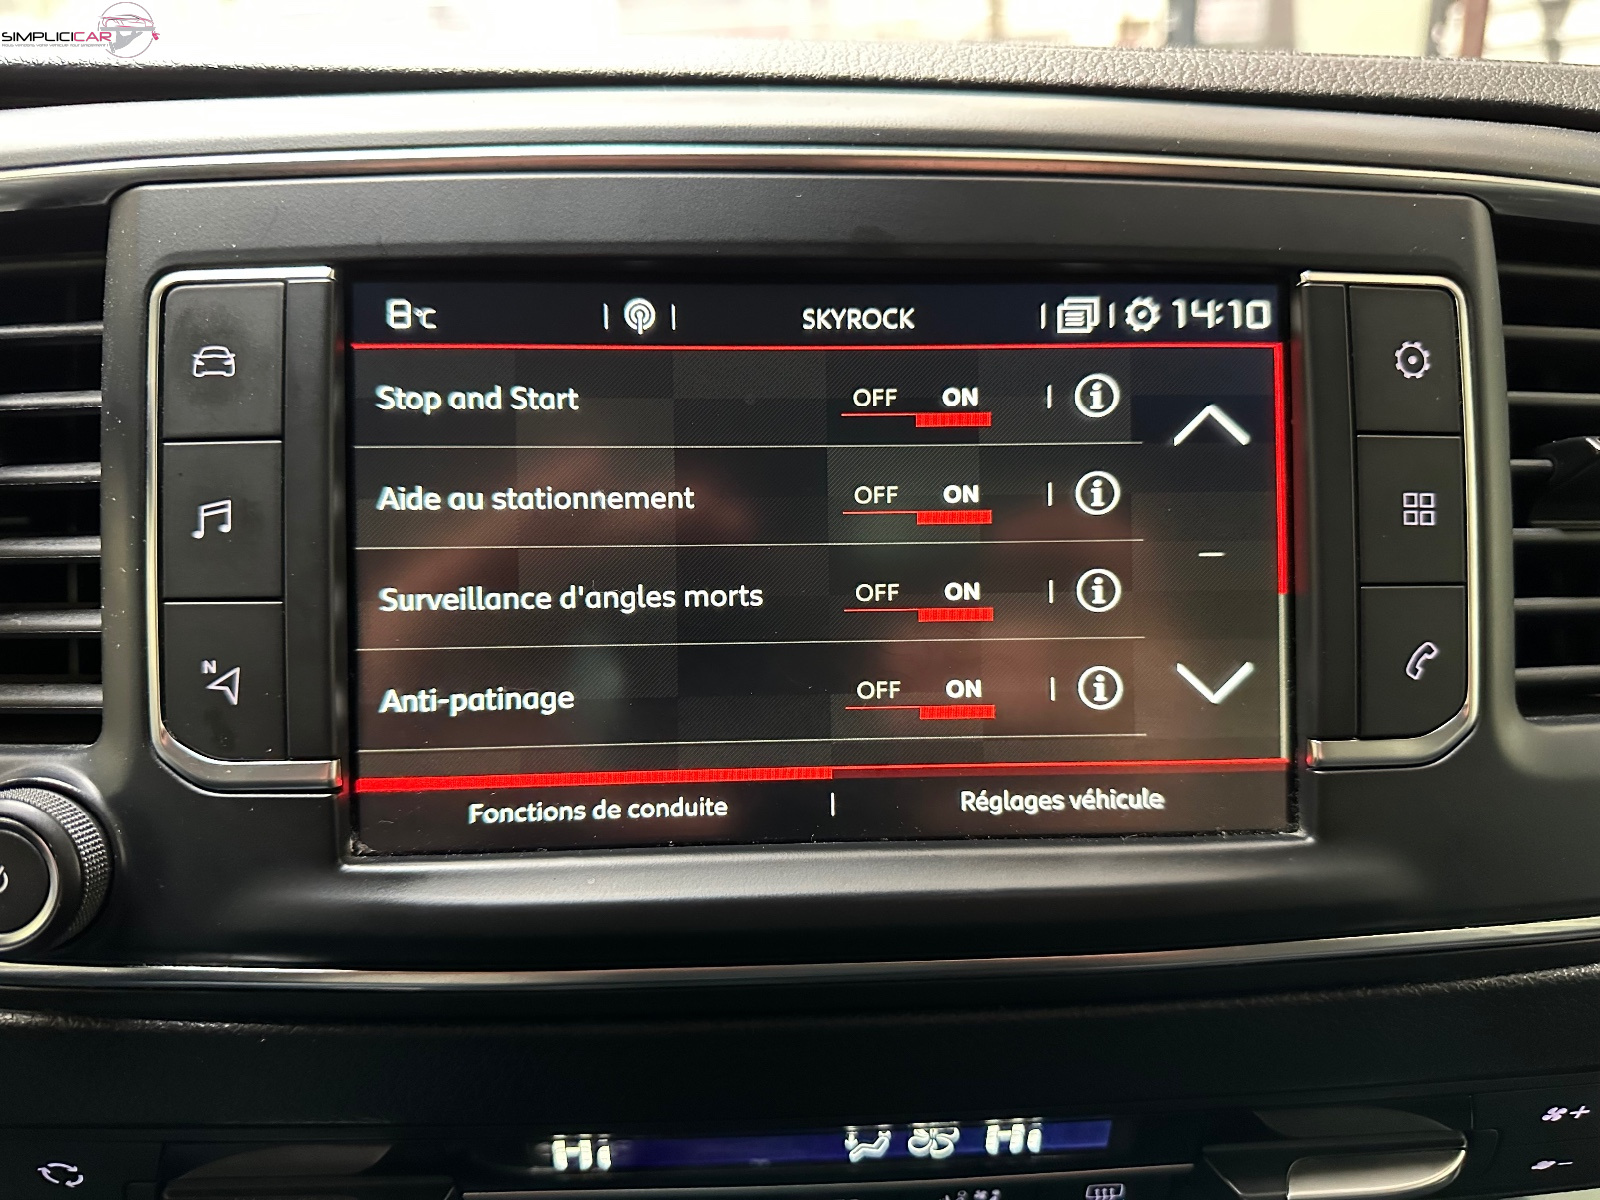 SIMPLICICAR
8°C SKYROCK 14:10
Stop and Start OFF ON
Aide au stationnement OFF ON
Surveillance d'angles morts OFF ON
Anti-patinage OFF ON
Fonctions de conduite Réglages véhicule
N
Hi Hi